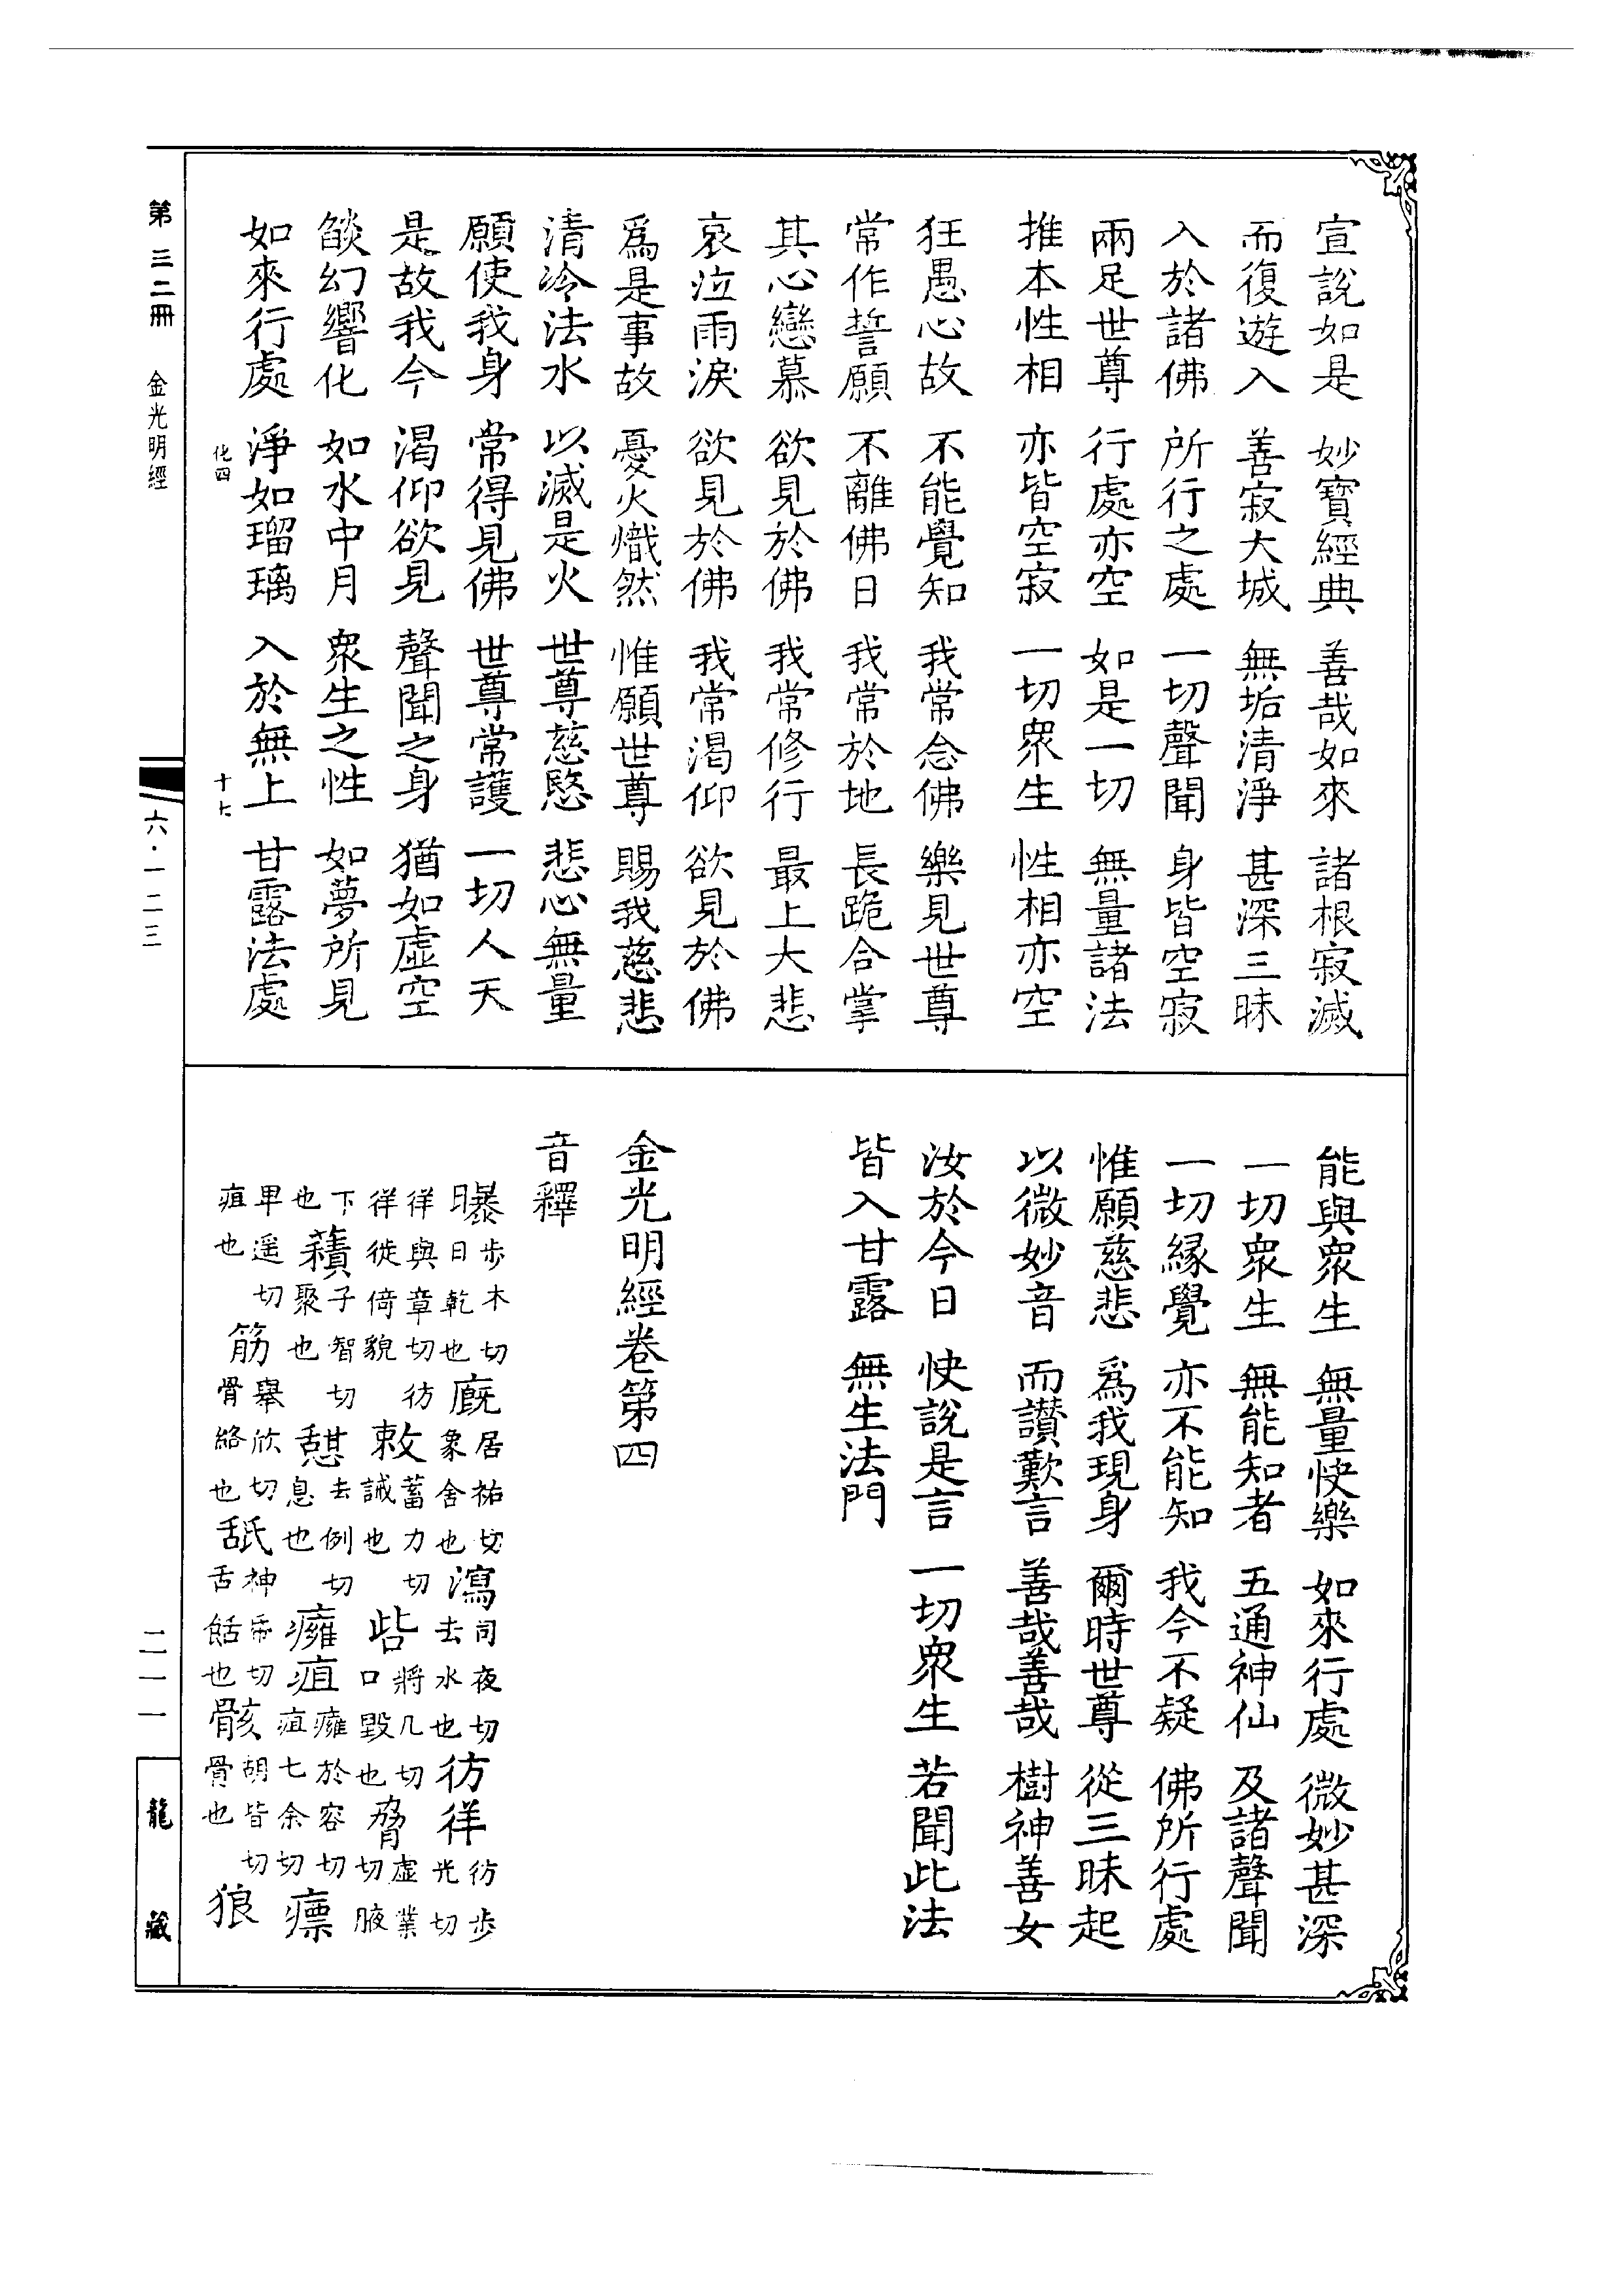 宣說如是 妙寶經典 善哉如來 諸根寂滅
而復遊入 善寂大城 無垢清淨 甚深三昧
入於諸佛 所行之處 一切聲聞 身皆空寂
兩足世尊 行處亦空 如是一切 無量諸法
推本性相 亦皆空寂 一切眾生 性相亦空
狂愚心故 不能覺知 我常念佛 樂見世尊
常作誓願 不離佛日 我常於地 長跪合掌
其心戀慕 欲見於佛 我常修行 最上大悲
哀泣雨淚 欲見於佛 我常渴仰 欲見於佛
爲是事故 憂火熾然 惟願世尊 賜我慈悲
清冷法水 以滅是火 世尊慈愍 悲心無量
願使我身 常得見佛 世尊常護 一切人天
是故我今 渴仰欲見 聲聞之身 猶如虛空
燄幻響化 如水中月 眾生之性 如夢所見
如來行處 淨如瑠璃 入於無上 甘露法處
化四 十七
能與眾生 無量快樂 如來行處 微妙甚深
一切眾生 無能知者 五通神仙 及諸聲聞
一切緣覺 亦不能知 我今不疑 佛所行處
惟願慈悲 爲我現身 爾時世尊 從三昧起
以微妙音 而讚歎言 善哉善哉 樹神善女
汝於今日 快說是言 一切眾生 若聞此法
皆入甘露 無生法門
金光明經卷第四
音釋
曝步木切日乾也 廐居祐切象舍也 瀉司夜切去水也 彷徉彷步光切
徉與章切彷徉徙倚貌 敕蓄力切誡也 呰將几切口毀也 脅虛業切腋
下也 積子智切聚也 憇去例切息也 癰疽癰於容切疽七余切 瘭
卑遥切疽也 筋舉欣切骨絡也 舐神帋切舌餂也 骸胡皆切骨也 狼
第三二冊 金光明經
六·一二三
二一一
龍藏